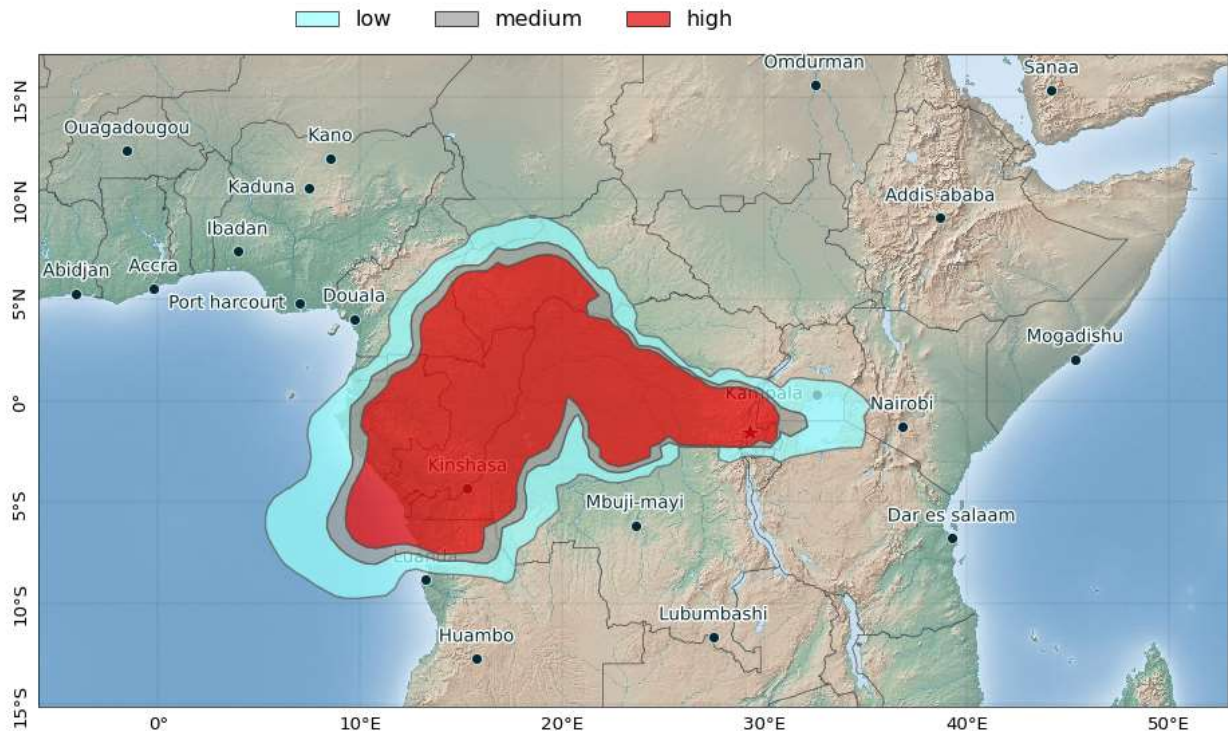 low medium high
Omdurman
Sanaa
15°N
Ouagadougou
Kano
Kaduna
10°N
Addis-ababa
Ibadan
Abidjan
Accra
Port harcourt
Douala
5°N
Mogadishu
Kampala
0°
Nairobi
Kinshasa
5°S
Mbuji-mayi
Dar es salaam
Luanda
10°S
Lubumbashi
Huambo
15°S
0° 10°E 20°E 30°E 40°E 50°E